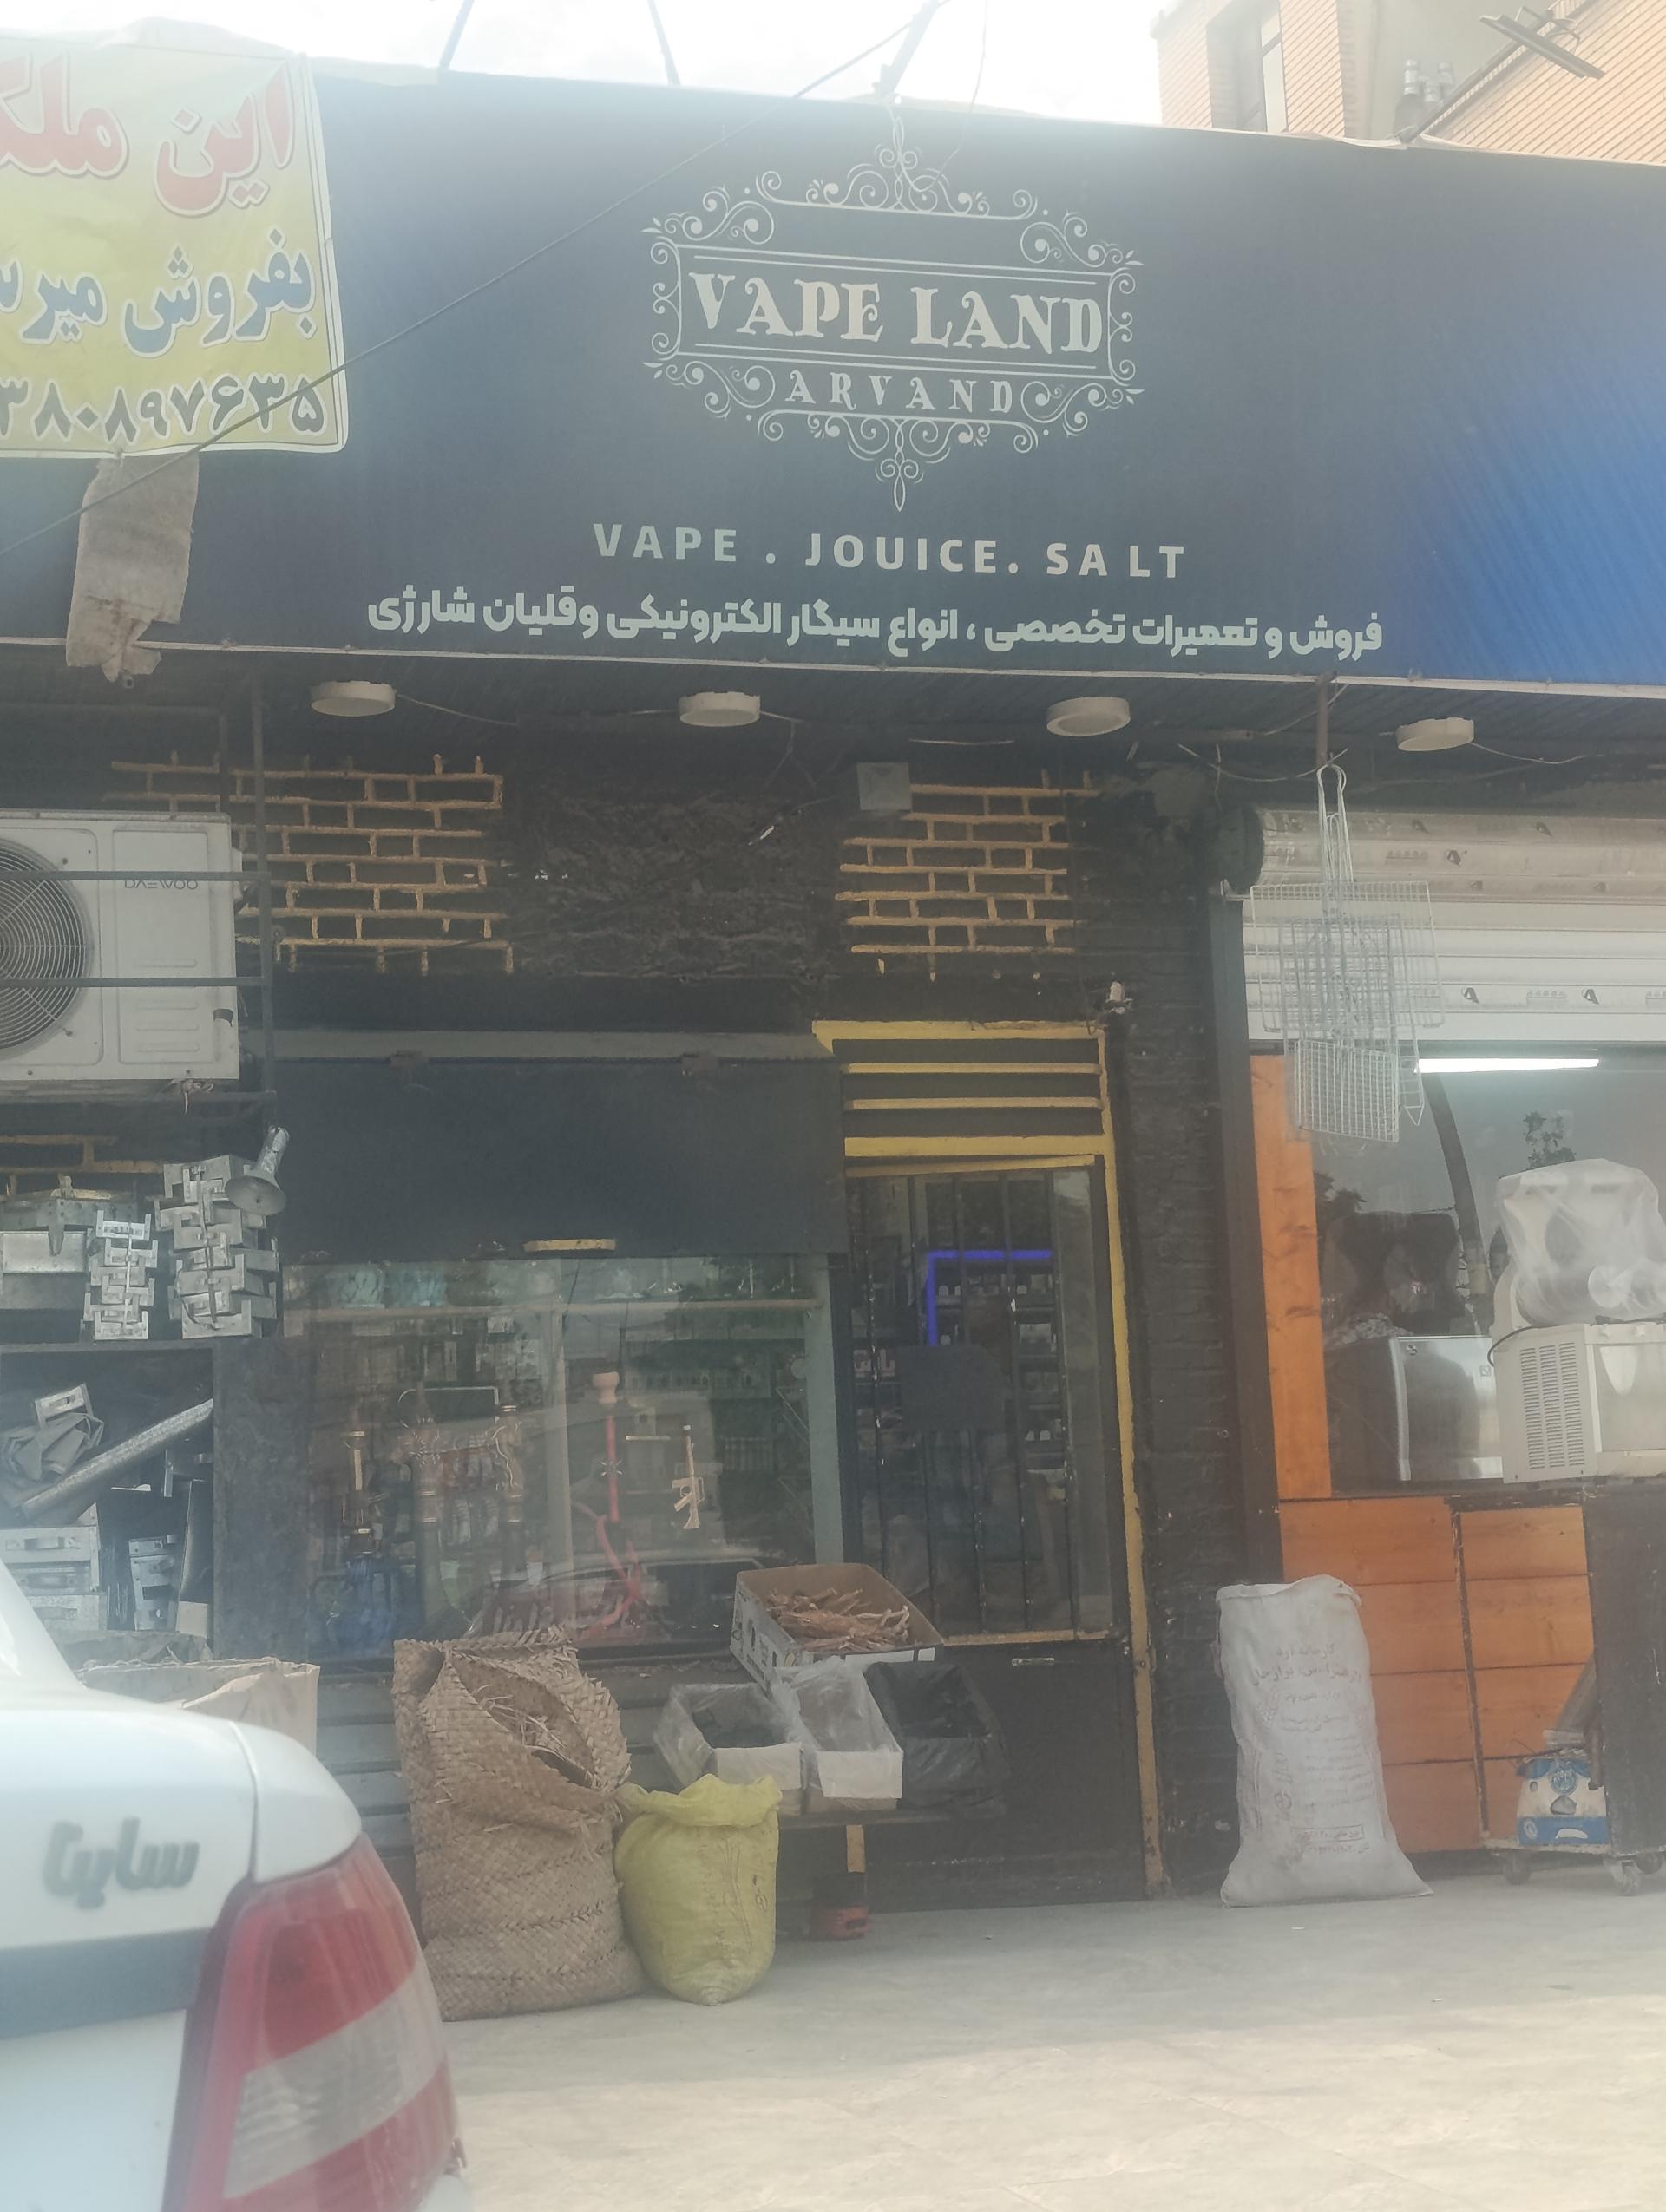 این ملک
بفروش
۳۸۰۸۹۷۶۳۵
VAPE LAND
ARVAND
VAPE . JOUICE. SALT
فروش و تعمیرات تخصصی ، انواع سیگار الکترونیکی وقلیان شارژی
DAEWOO
سایپا